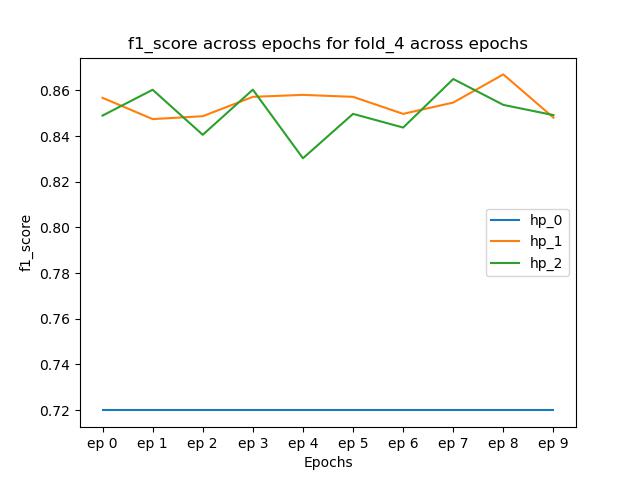 f1_score across epochs for fold_4 across epochs
f1_score
0.86
0.84
0.82
0.80
0.78
0.76
0.74
0.72
hp_0
hp_1
hp_2
ep 0 ep 1 ep 2 ep 3 ep 4 ep 5 ep 6 ep 7 ep 8 ep 9
Epochs